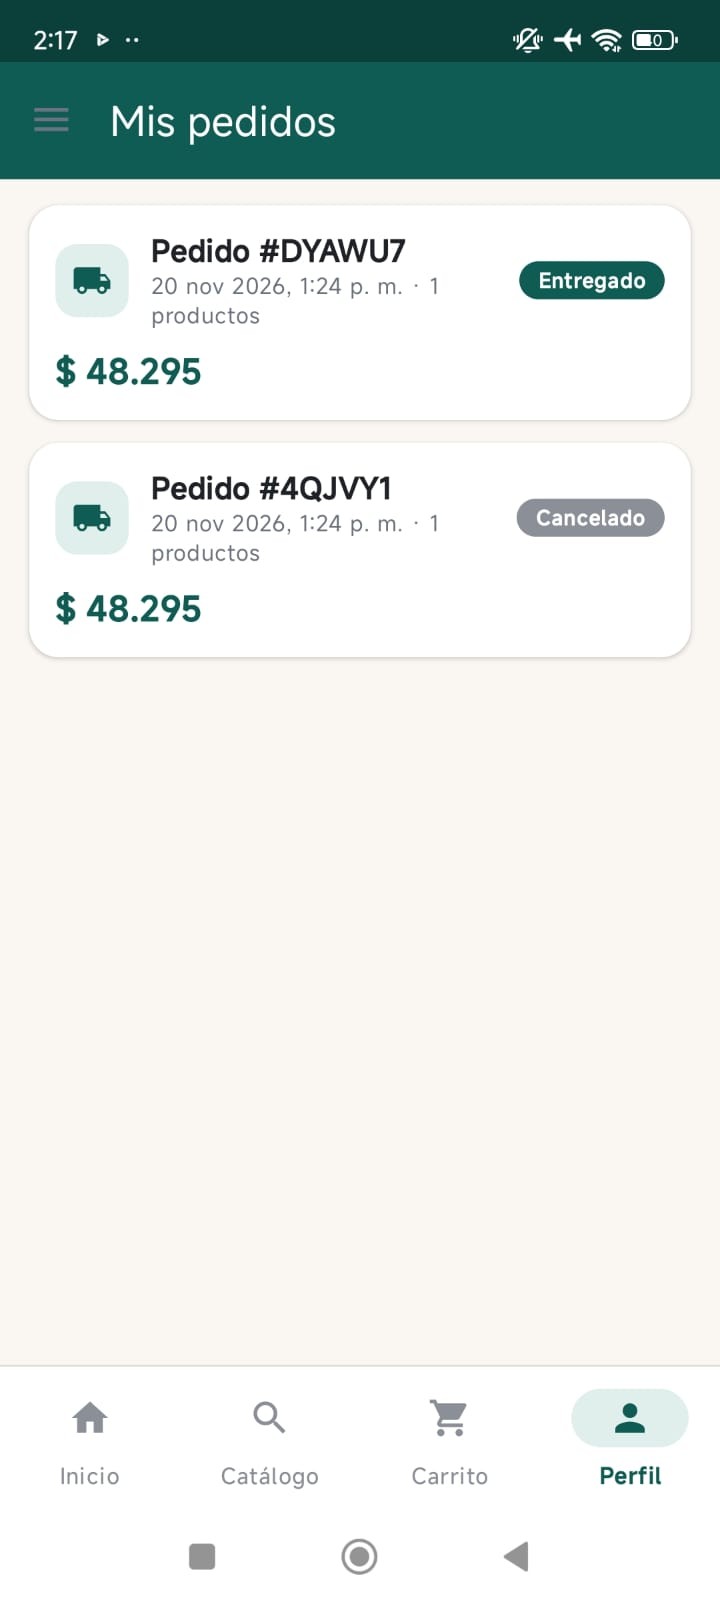 2:17
Mis pedidos
Pedido #DYAWU7
20 nov 2026, 1:24 p. m. · 1
productos
Entregado
$ 48.295
Pedido #4QJVY1
20 nov 2026, 1:24 p. m. · 1
productos
Cancelado
$ 48.295
Inicio
Catálogo
Carrito
Perfil